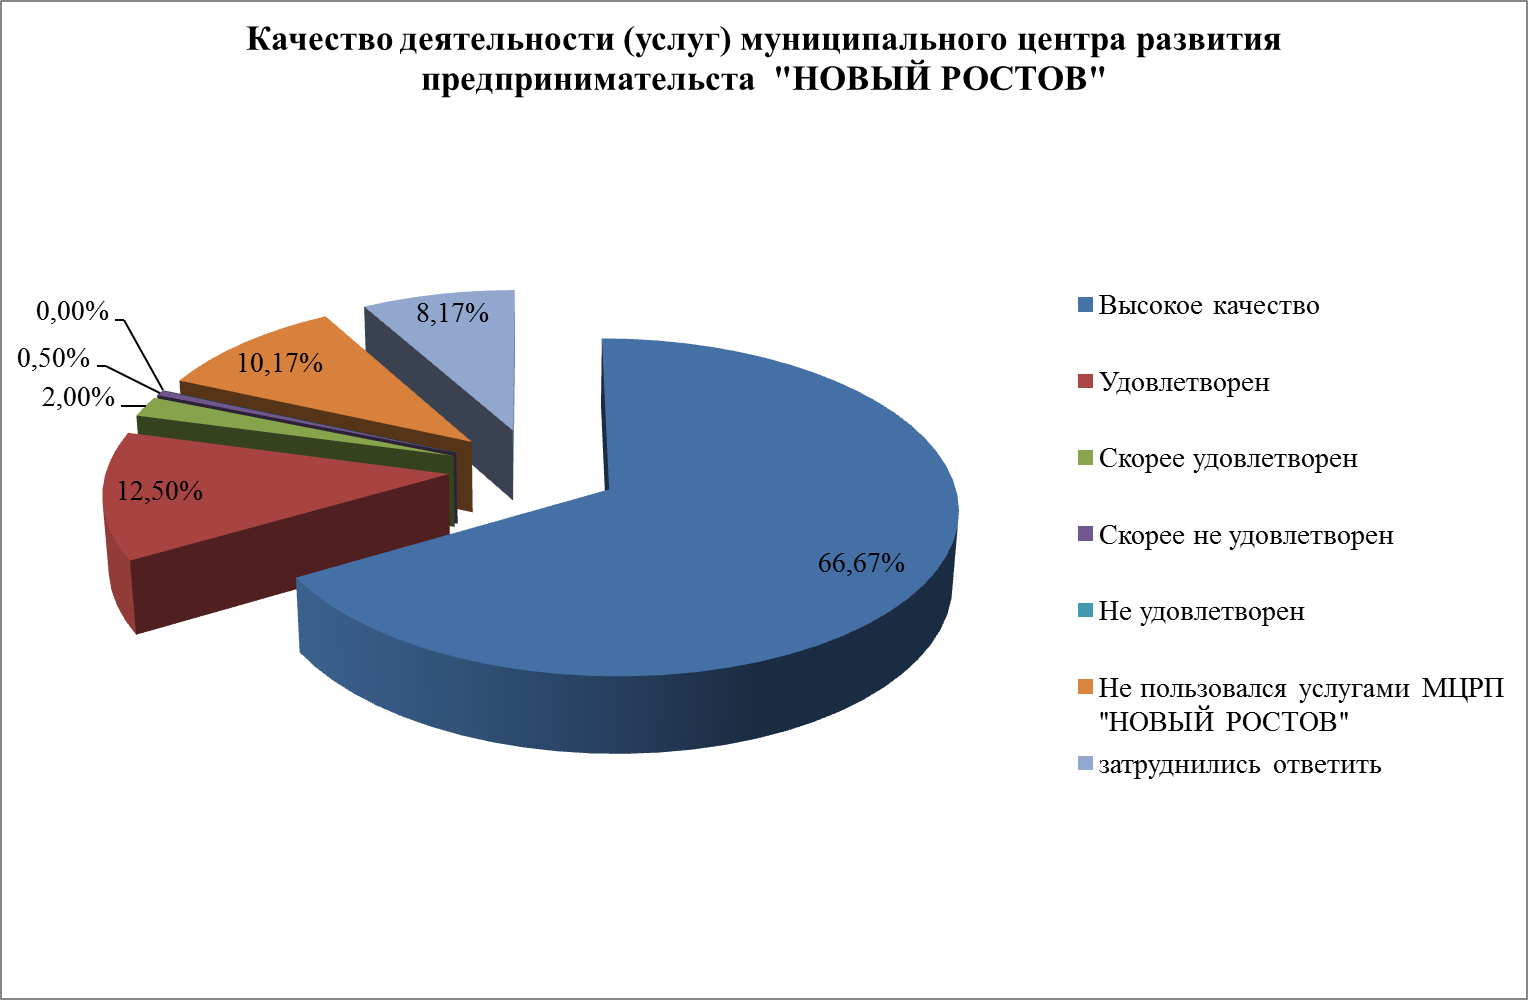 Качество деятельности (услуг) муниципального центра развития
предпринимательста "НОВЫЙ РОСТОВ"
8,17%
0,00%
0,50%
10,17%
2,00%
12,50%
66,67%
Высокое качество
Удовлетворен
Скорее удовлетворен
Скорее не удовлетворен
Не удовлетворен
Не пользовался услугами МЦРП
"НОВЫЙ РОСТОВ"
затруднились ответить